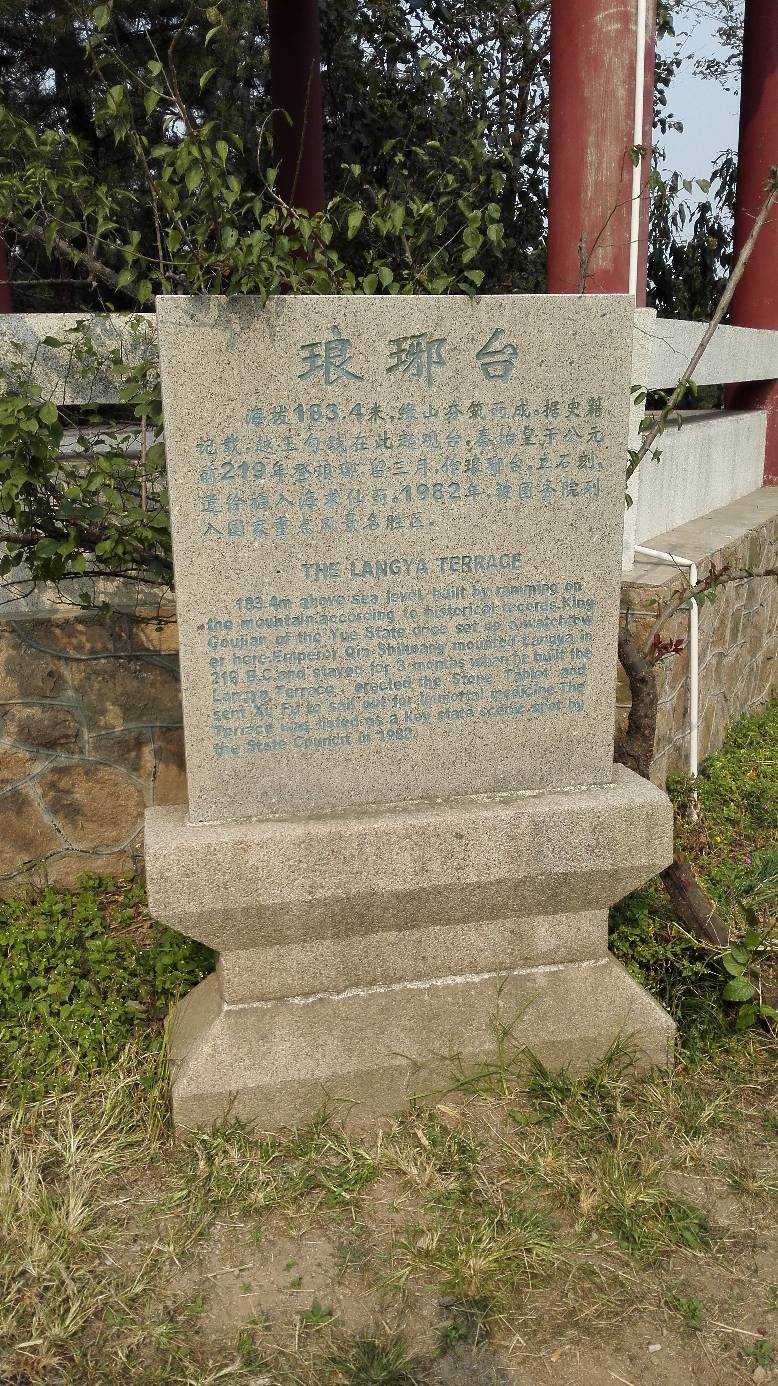 琅琊台
海拔183.4米，缘山夯筑而成。据史籍
记载，越王勾践在此起观台，秦始皇于公元
前219年登琅琊，留三月，作琅琊台，立石刻，
遣徐福入海求仙药。1982年，被国务院列
入国家重点风景名胜区。
THE LANGYA TERRACE
183.4m above sea level, built by ramming on
the mountain.according to historical records.King
Goujian of the Yue State once set up a watchtow
er here.Emperor Qin Shihuang mounted Langya in
219 B.C.and stayed for 3 months when he built the
Langya Terrace, erected the Stone Tablet and
sent Xu Fu to sail out for immortal medicine.The
Terrace was listed as a key state scenic spot by
the State Council in 1982.